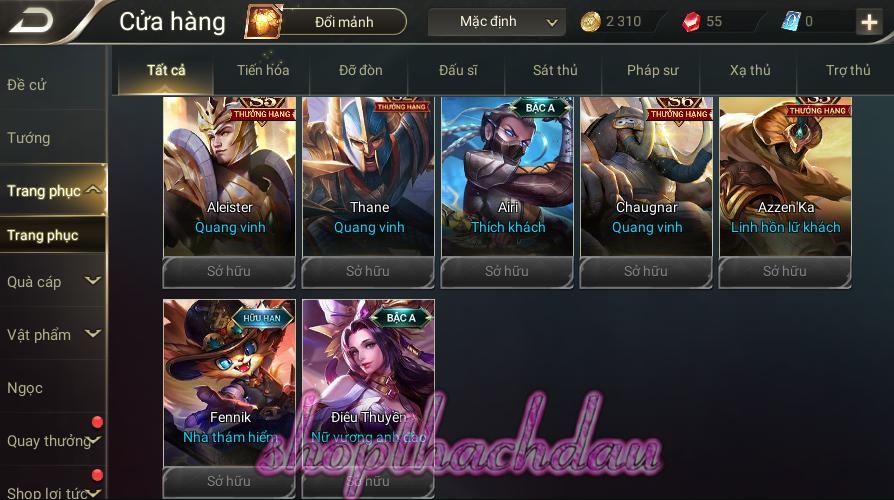 Cửa hàng
Đổi mảnh
Mặc định
2 310
55
0
Tất cả
Tiến hóa
Đỡ đòn
Đấu sĩ
Sát thủ
Pháp sư
Xạ thủ
Trợ thủ
Đề cử
Tướng
Trang phục
Trang phục
Quà cáp
Vật phẩm
Ngọc
Quay thưởng
Shop lợi tức
S5
THƯỞNG HẠNG
Aleister
Quang vinh
Sở hữu
THƯỞNG HẠNG
Thane
Quang vinh
Sở hữu
BẬC A
Airi
Thích khách
Sở hữu
S6
THƯỞNG HẠNG
Chaugnar
Quang vinh
Sở hữu
THƯỞNG HẠNG
Azzen'Ka
Linh hồn lữ khách
Sở hữu
HỮU HẠN
Fennik
Nhà thám hiểm
Sở hữu
BẬC A
Điêu Thuyền
Nữ vương anh đào
Sở hữu
shopthachdau